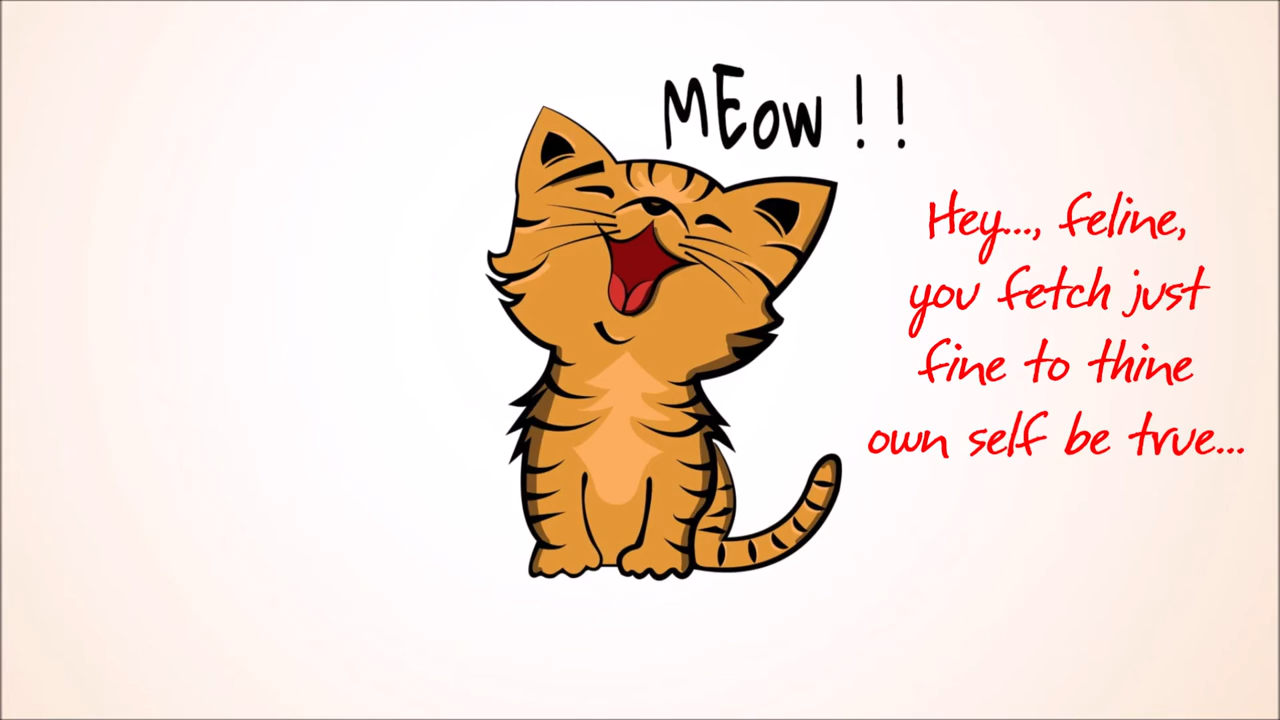 MEow !!
Hey..., feline,
you fetch just
fine to thine
own self be true...